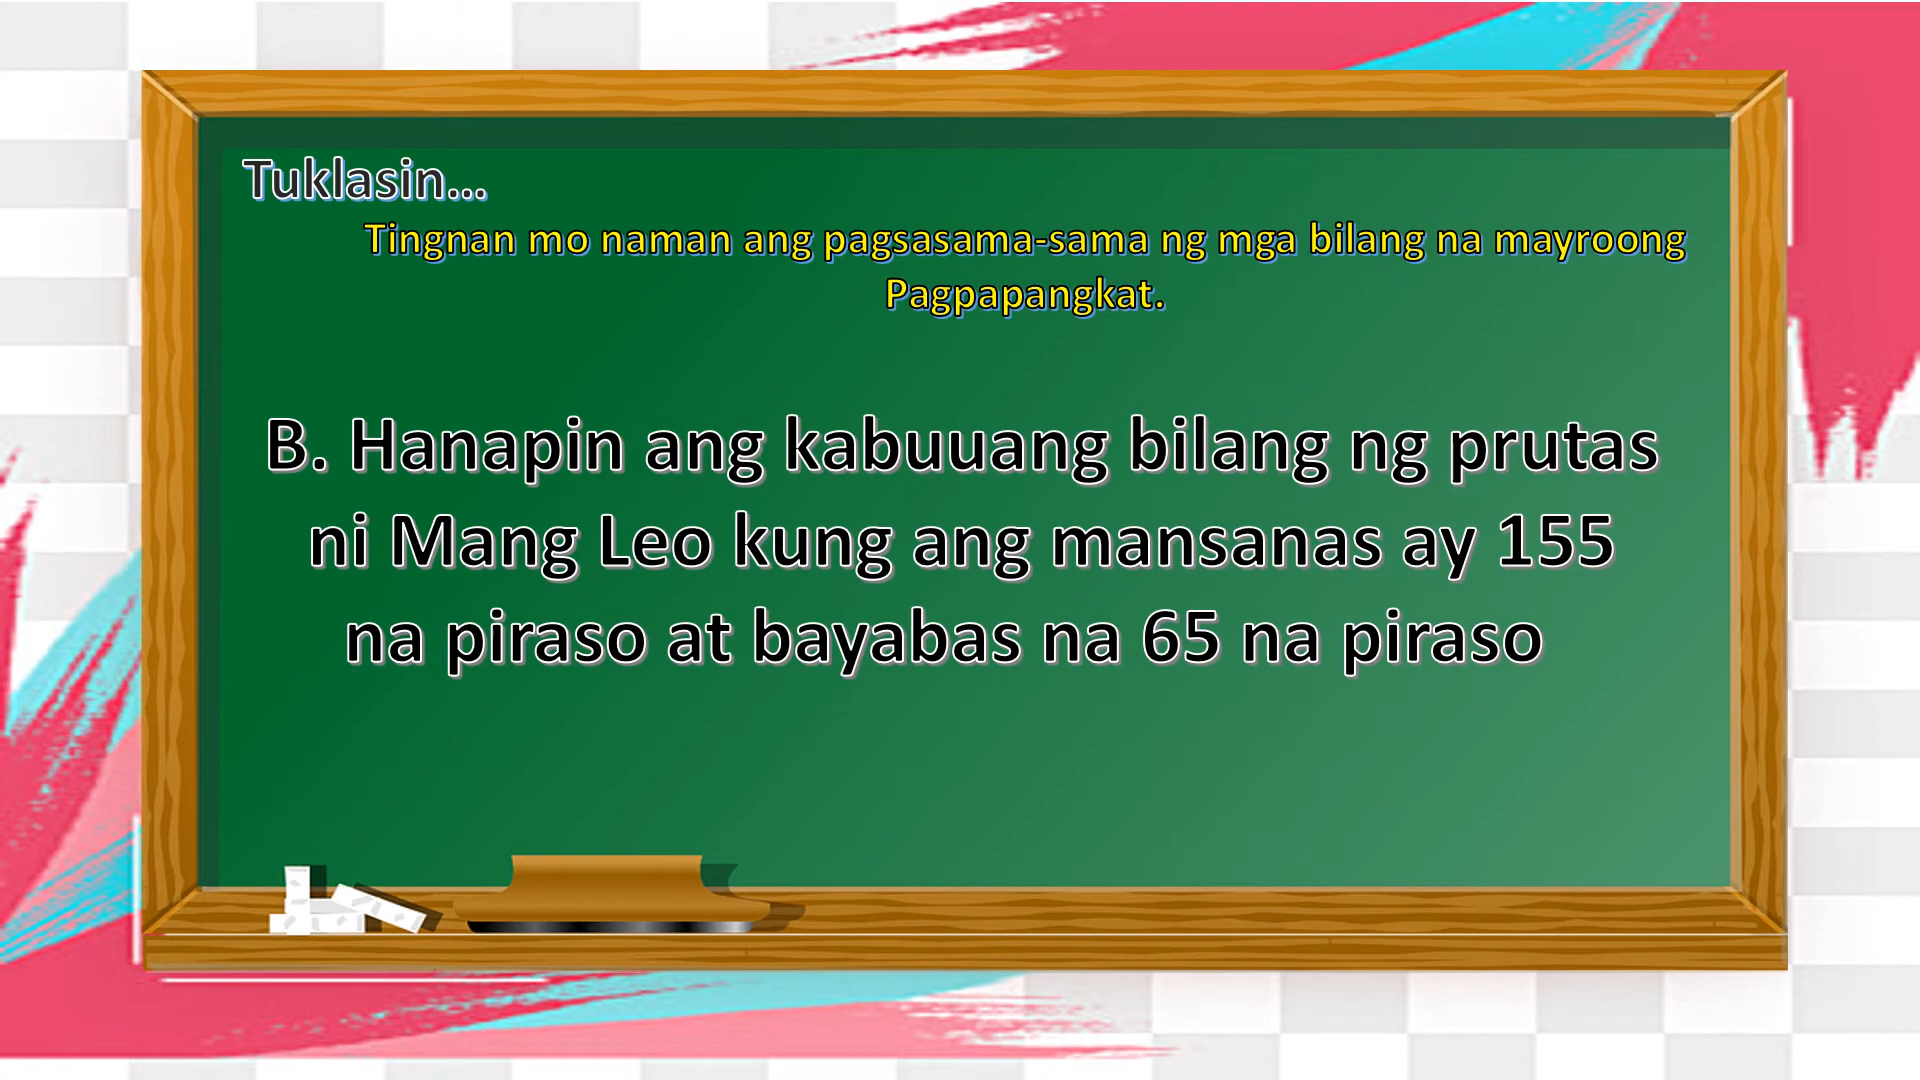 Tuklasin...
Tingnan mo naman ang pagsasama-sama ng mga bilang na mayroong
Pagpapangkat.
B. Hanapin ang kabuuang bilang ng prutas
ni Mang Leo kung ang mansanas ay 155
na piraso at bayabas na 65 na piraso